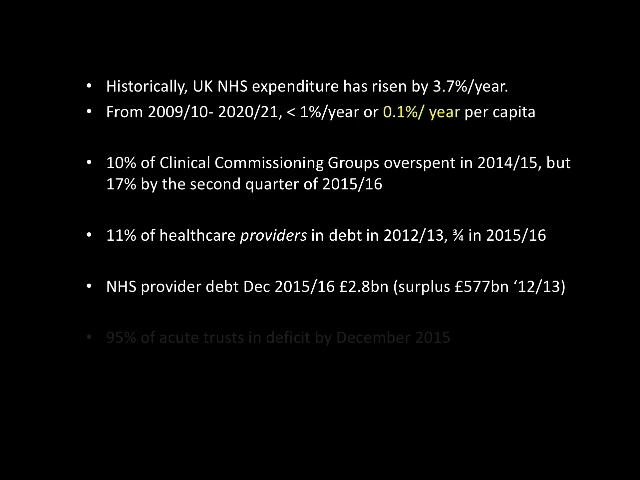 • Historically, UK NHS expenditure has risen by 3.7%/year.
• From 2009/10- 2020/21, < 1%/year or 0.1%/ year per capita
• 10% of Clinical Commissioning Groups overspent in 2014/15, but
17% by the second quarter of 2015/16
• 11% of healthcare providers in debt in 2012/13, ¾ in 2015/16
• NHS provider debt Dec 2015/16 £2.8bn (surplus £577bn ‘12/13)
• 95% of acute trusts in deficit by December 2015